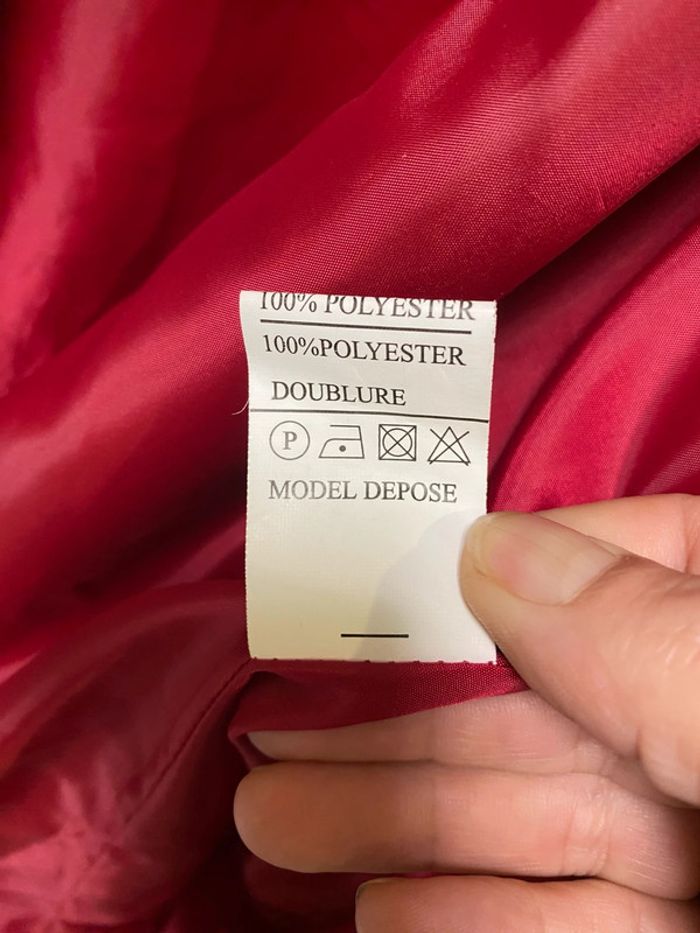 100% POLYESTER
100%POLYESTER
DOUBLURE
P
MODEL DEPOSE